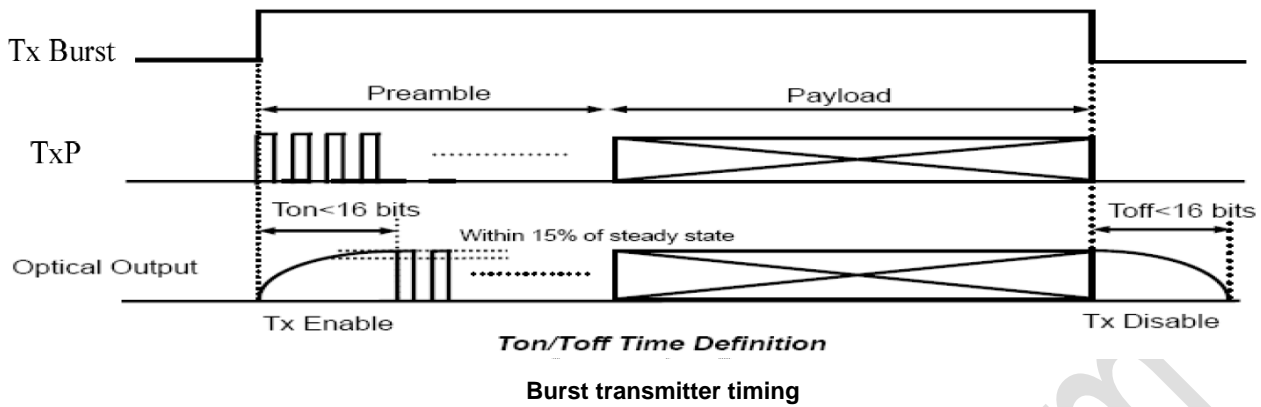 Tx Burst
Preamble
Payload
TxP
Ton<16 bits
Toff<16 bits
Within 15% of steady state
Optical Output
Tx Enable
Tx Disable
Ton/Toff Time Definition
Burst transmitter timing